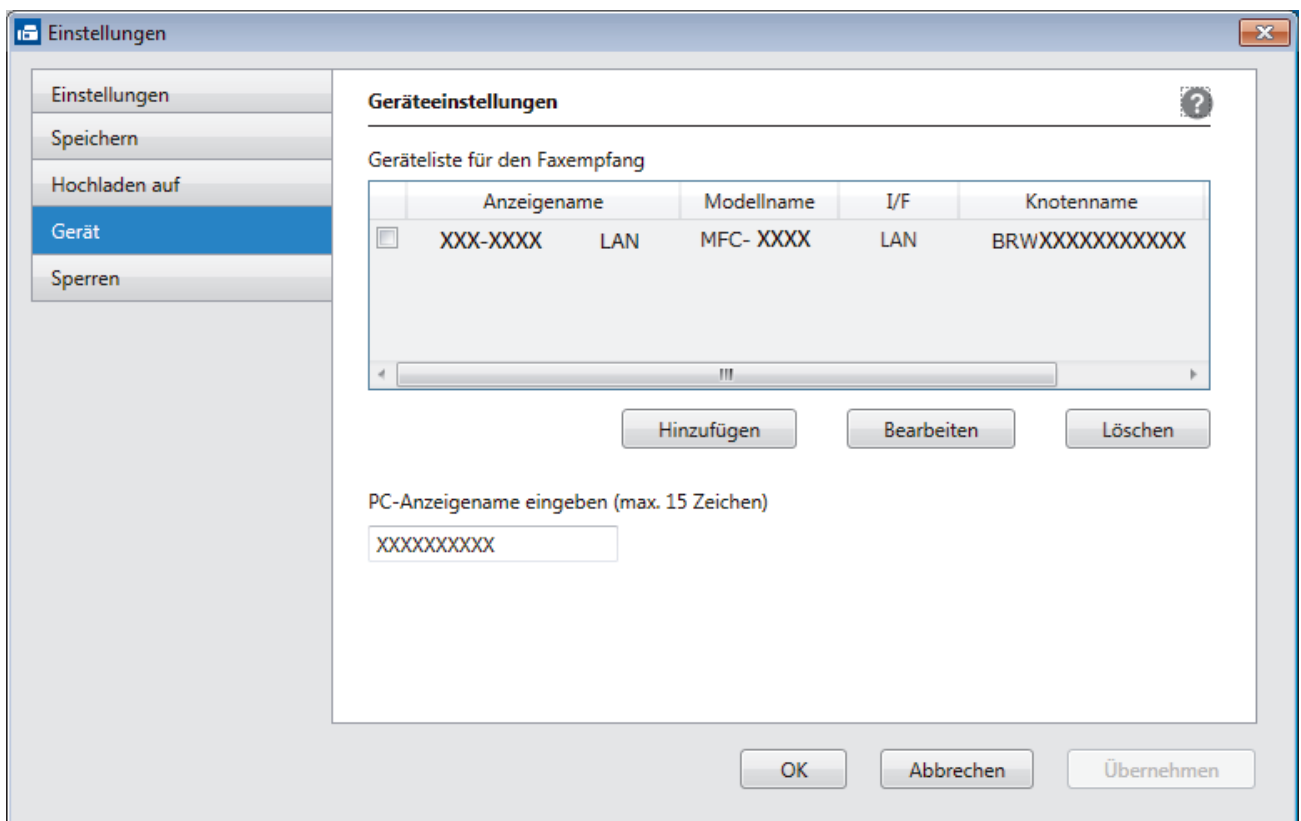 Einstellungen
Einstellungen
Speichern
Hochladen auf
Gerät
Sperren
Geräteeinstellungen
?
Geräteliste für den Faxempfang
Anzeigename Modellname I/F Knotenname
XXX-XXXX LAN MFC- XXXX LAN BRWXXXXXXXXXXX
Hinzufügen Bearbeiten Löschen
PC-Anzeigename eingeben (max. 15 Zeichen)
XXXXXXXXXX
OK Abbrechen Übernehmen